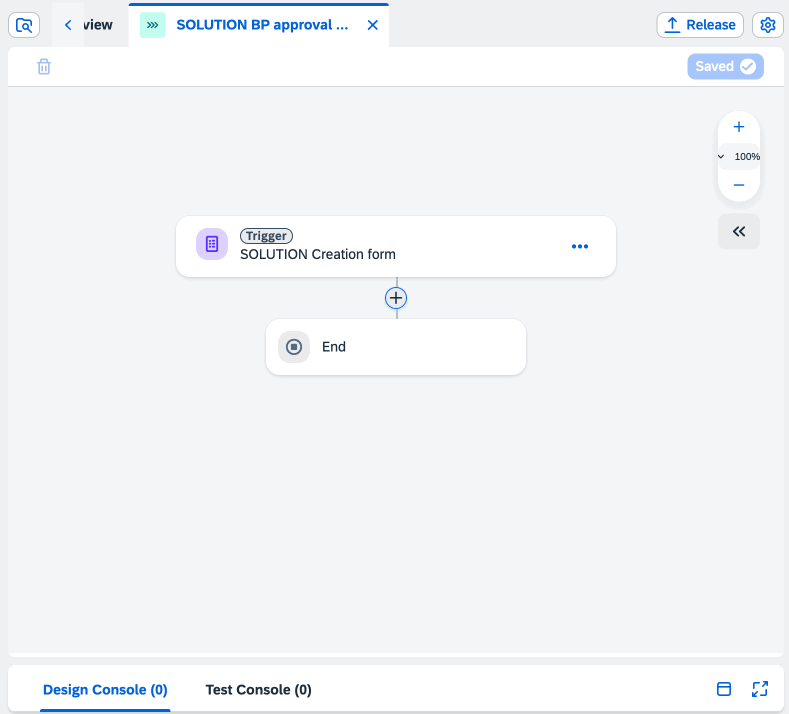 view
SOLUTION BP approval ...
Release
Saved
100%
Trigger
SOLUTION Creation form
End
Design Console (0)
Test Console (0)